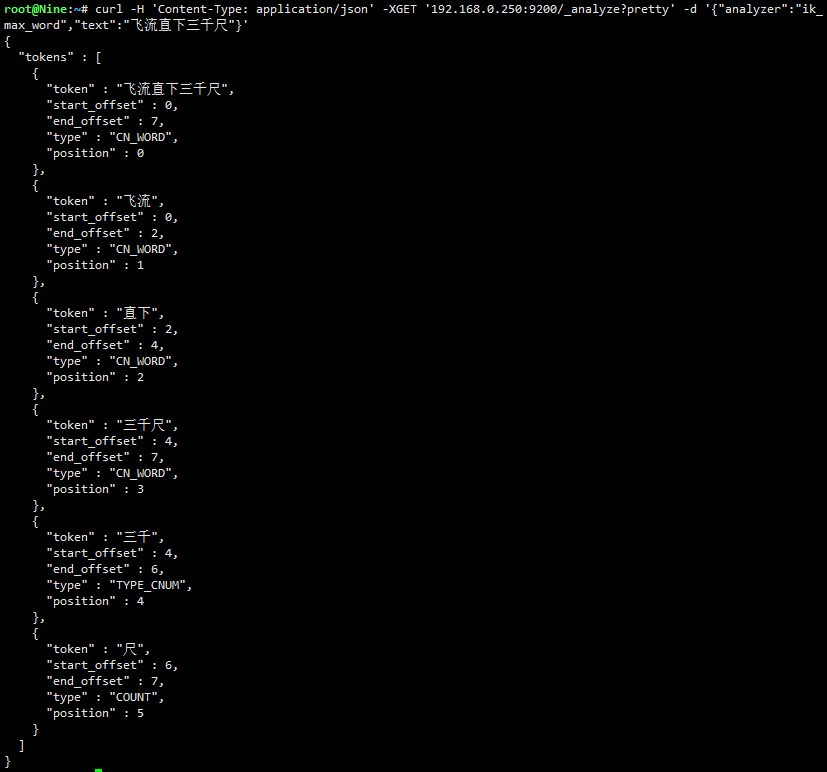 root@Nine:~# curl -H 'Content-Type: application/json' -XGET '192.168.0.250:9200/_analyze?pretty' -d '{"analyzer":"ik_
max_word","text":"飞流直下三千尺"}'
{
  "tokens" : [
    {
      "token" : "飞流直下三千尺",
      "start_offset" : 0,
      "end_offset" : 7,
      "type" : "CN_WORD",
      "position" : 0
    },
    {
      "token" : "飞流",
      "start_offset" : 0,
      "end_offset" : 2,
      "type" : "CN_WORD",
      "position" : 1
    },
    {
      "token" : "直下",
      "start_offset" : 2,
      "end_offset" : 4,
      "type" : "CN_WORD",
      "position" : 2
    },
    {
      "token" : "三千尺",
      "start_offset" : 4,
      "end_offset" : 7,
      "type" : "CN_WORD",
      "position" : 3
    },
    {
      "token" : "三千",
      "start_offset" : 4,
      "end_offset" : 6,
      "type" : "TYPE_CNUM",
      "position" : 4
    },
    {
      "token" : "尺",
      "start_offset" : 6,
      "end_offset" : 7,
      "type" : "COUNT",
      "position" : 5
    }
  ]
}